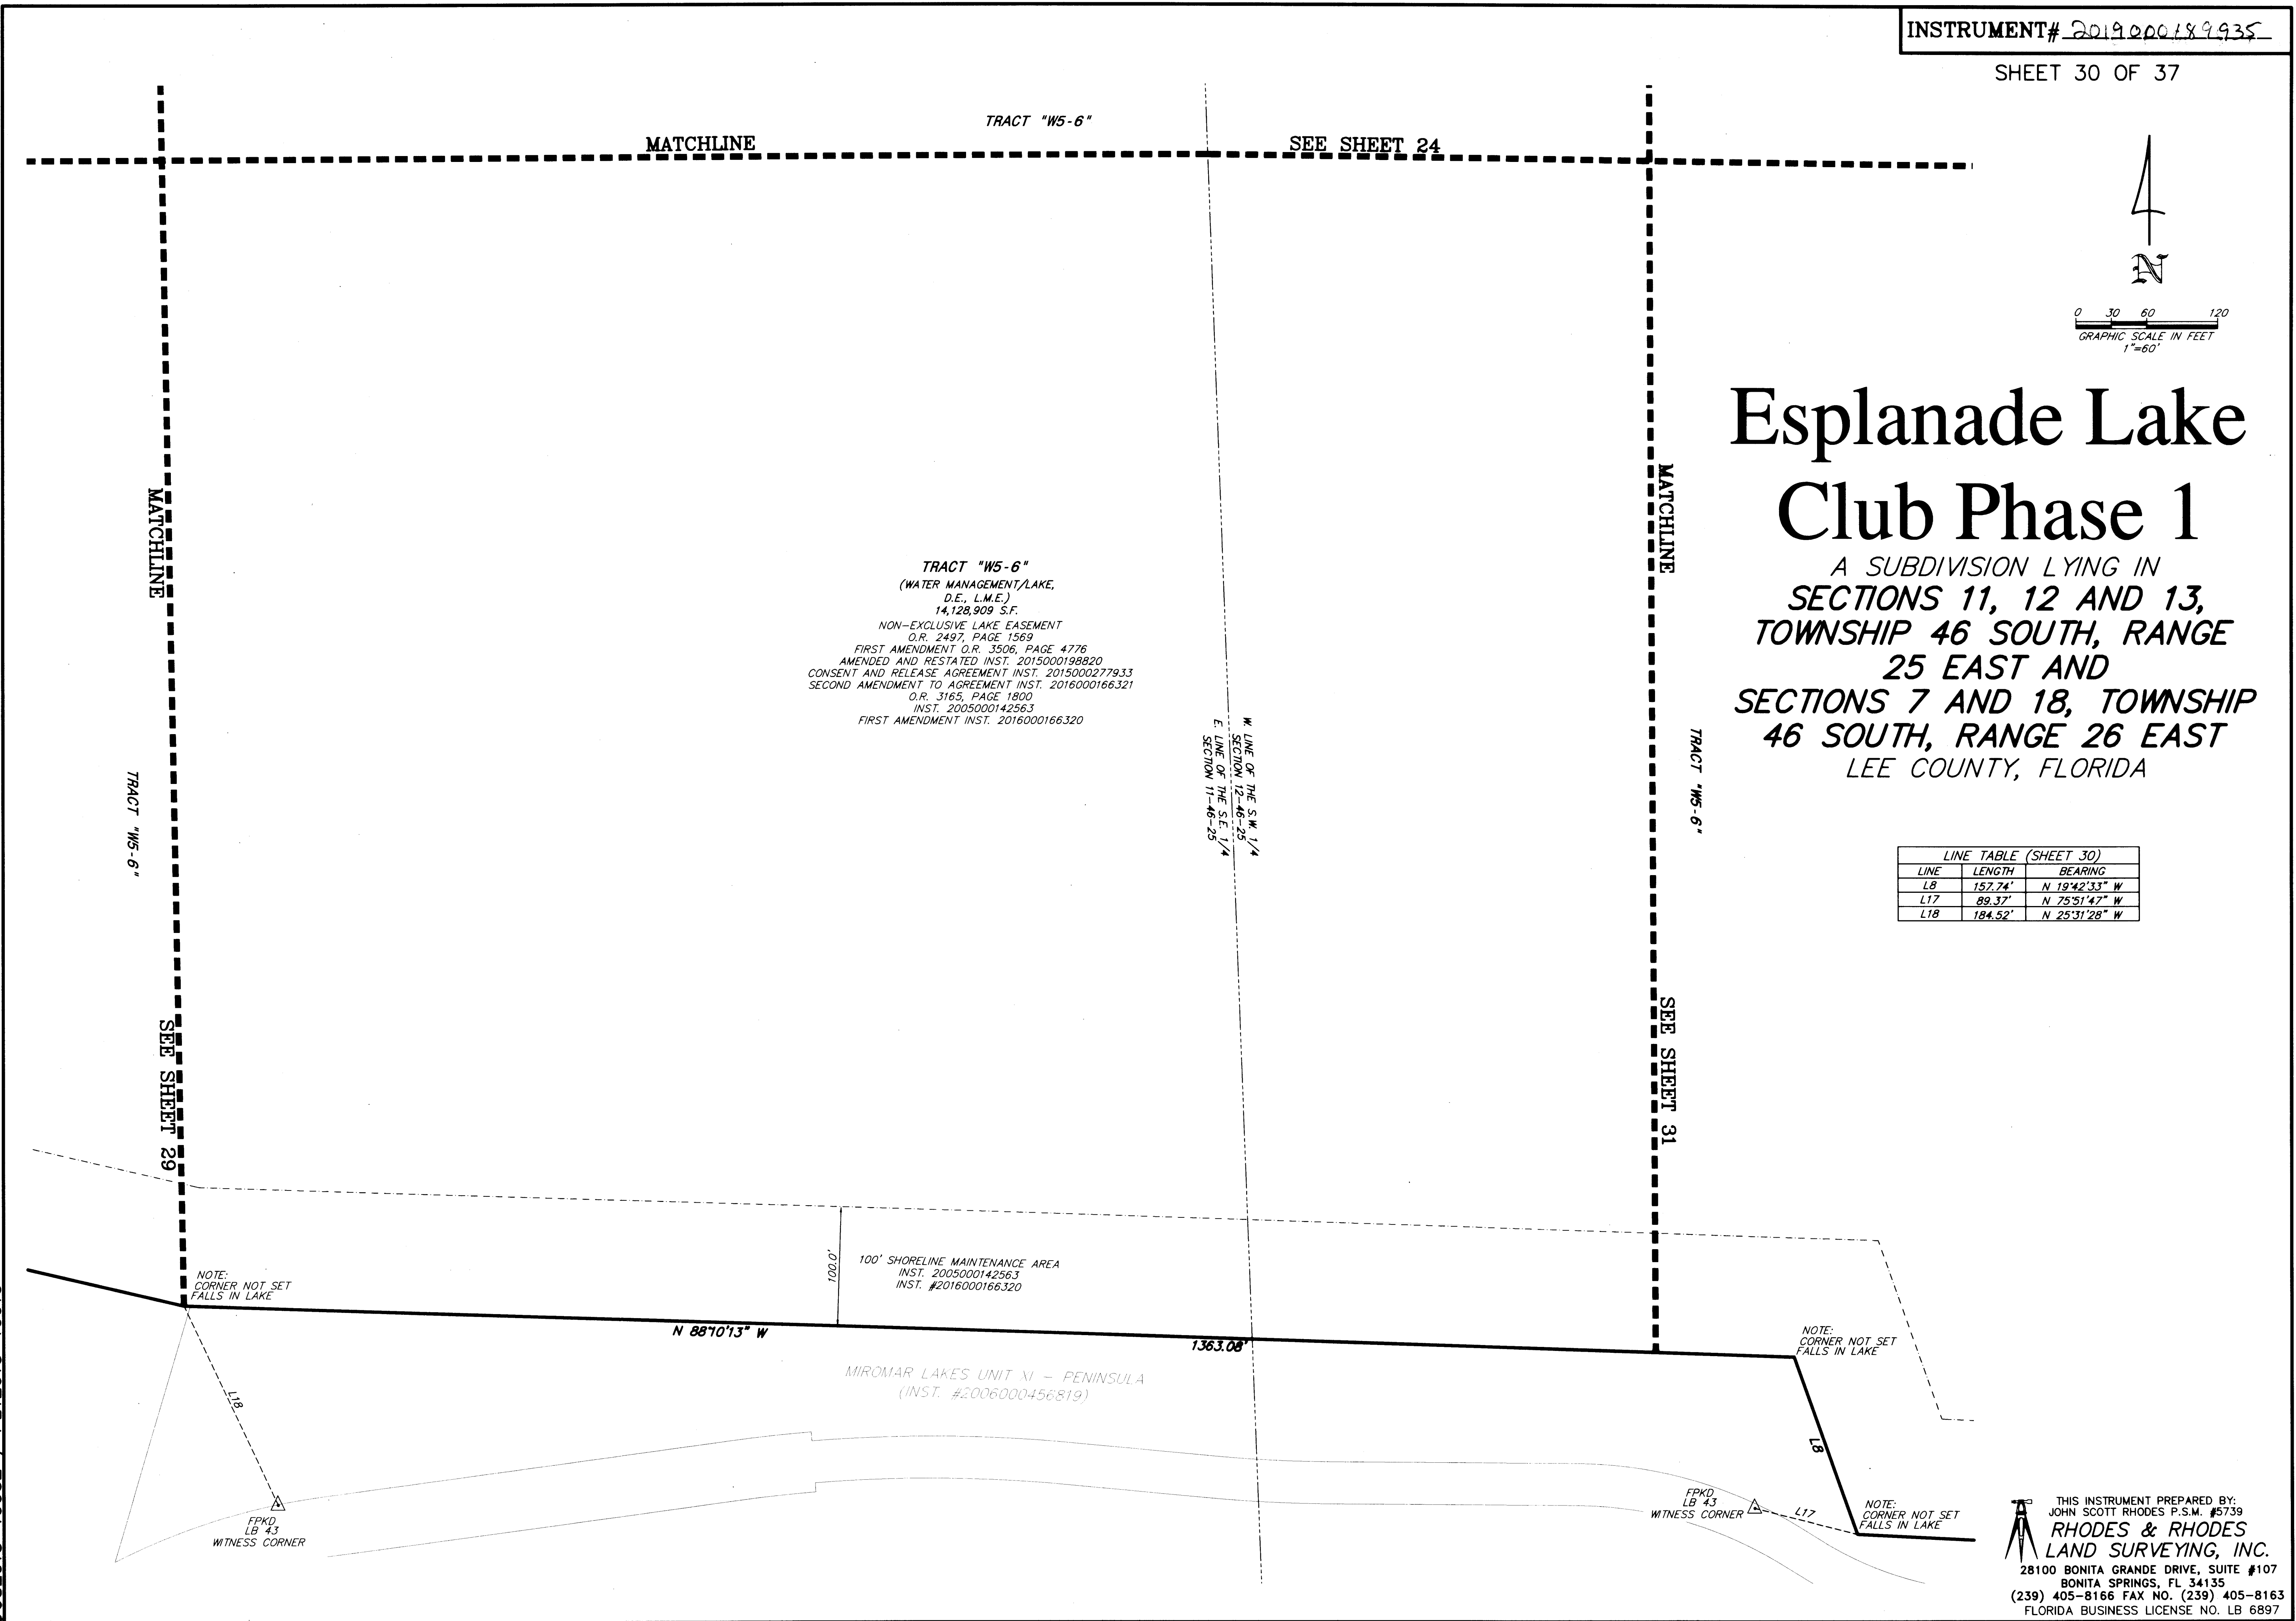 INSTRUMENT# 2019000189935
SHEET 30 OF 37
TRACT "W5-6"
MATCHLINE
SEE SHEET 24
N
0 30 60 120
GRAPHIC SCALE IN FEET
1"=60'
Esplanade Lake
Club Phase 1
A SUBDIVISION LYING IN
SECTIONS 11, 12 AND 13,
TOWNSHIP 46 SOUTH, RANGE
25 EAST AND
SECTIONS 7 AND 18, TOWNSHIP
46 SOUTH, RANGE 26 EAST
LEE COUNTY, FLORIDA
MATCHLINE
SEE SHEET 29
TRACT "W5-6"
TRACT "W5-6"
(WATER MANAGEMENT/LAKE,
D.E., L.M.E.)
14,128,909 S.F.
NON-EXCLUSIVE LAKE EASEMENT
O.R. 2497, PAGE 1569
FIRST AMENDMENT O.R. 3506, PAGE 4776
AMENDED AND RESTATED INST. 2015000198820
CONSENT AND RELEASE AGREEMENT INST. 2015000277933
SECOND AMENDMENT TO AGREEMENT INST. 2016000166321
O.R. 3165, PAGE 1800
INST. 2005000142563
FIRST AMENDMENT INST. 2016000166320
W. LINE OF THE S.W. 1/4
SECTION 12-46-25
E. LINE OF THE S.E. 1/4
SECTION 11-46-25
MATCHLINE
SEE SHEET 31
TRACT "W5-6"
LINE TABLE (SHEET 30)
LINE LENGTH BEARING
L8 157.74' N 19°42'33" W
L17 89.37' N 75°51'47" W
L18 184.52' N 25°31'28" W
NOTE:
CORNER NOT SET
FALLS IN LAKE
100.0'
100' SHORELINE MAINTENANCE AREA
INST. 2005000142563
INST. #2016000166320
N 88°10'13" W
1363.08'
MIROMAR LAKES UNIT XI - PENINSULA
(INST. #2006000456819)
NOTE:
CORNER NOT SET
FALLS IN LAKE
L18
L8
FPKD
LB 43
WITNESS CORNER
FPKD
LB 43
WITNESS CORNER
L17
NOTE:
CORNER NOT SET
FALLS IN LAKE
THIS INSTRUMENT PREPARED BY:
JOHN SCOTT RHODES P.S.M. #5739
RHODES & RHODES
LAND SURVEYING, INC.
28100 BONITA GRANDE DRIVE, SUITE #107
BONITA SPRINGS, FL 34135
(239) 405-8166 FAX NO. (239) 405-8163
FLORIDA BUSINESS LICENSE NO. LB 6897